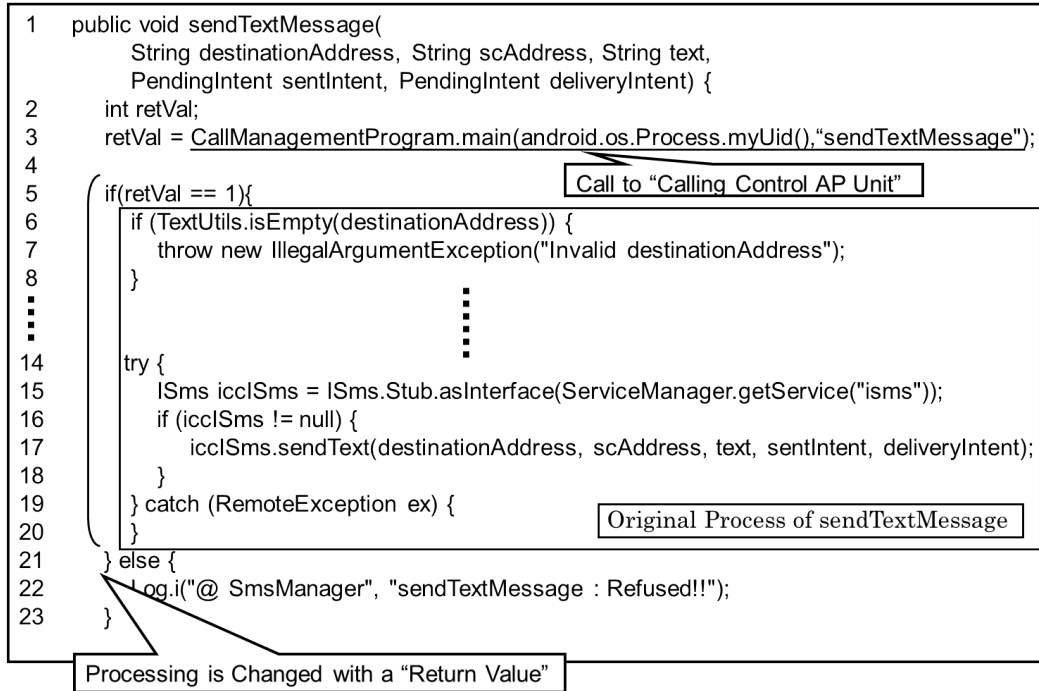 1 public void sendTextMessage(
String destinationAddress, String scAddress, String text,
PendingIntent sentIntent, PendingIntent deliveryIntent) {
2 int retVal;
3 retVal = CallManagementProgram.main(android.os.Process.myUid(),“sendTextMessage");
4
Call to “Calling Control AP Unit”
5 if(retVal == 1){
6 if (TextUtils.isEmpty(destinationAddress)) {
7 throw new IllegalArgumentException("Invalid destinationAddress");
8 }
14 try {
15 ISms iccISms = ISms.Stub.asInterface(ServiceManager.getService("isms"));
16 if (iccISms != null) {
17 iccISms.sendText(destinationAddress, scAddress, text, sentIntent, deliveryIntent);
18 }
19 } catch (RemoteException ex) {
20 }
Original Process of sendTextMessage
21 } else {
22 Log.i("@ SmsManager", "sendTextMessage : Refused!!");
23 }
Processing is Changed with a “Return Value”